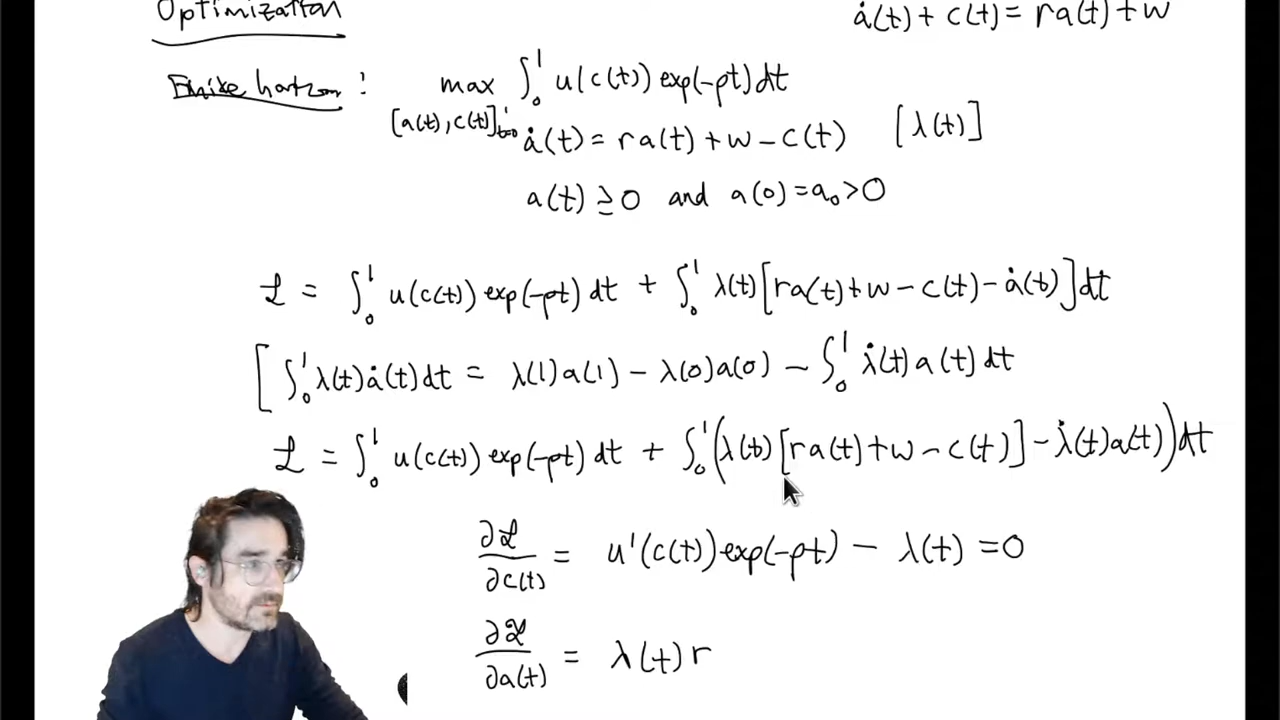 Optimization
ȧ(t) + c(t) = ra(t) + w
Finite horizon: max ∫₀¹ u(c(t)) exp(-ρt) dt
[a(t), c(t)]¹ₜ₌₀
ȧ(t) = ra(t) + w - c(t) [λ(t)]
a(t) ≥ 0 and a(0) = a₀ > 0
ℒ = ∫₀¹ u(c(t)) exp(-ρt) dt + ∫₀¹ λ(t)[ra(t) + w - c(t) - ȧ(t)] dt
[ ∫₀¹ λ(t)ȧ(t) dt = λ(1)a(1) - λ(0)a(0) - ∫₀¹ λ̇(t) a(t) dt
ℒ = ∫₀¹ u(c(t)) exp(-ρt) dt + ∫₀¹ (λ(t)[ra(t) + w - c(t)] - λ̇(t)a(t)) dt
∂ℒ/∂c(t) = u'(c(t)) exp(-ρt) - λ(t) = 0
∂ℒ/∂a(t) = λ(t) r